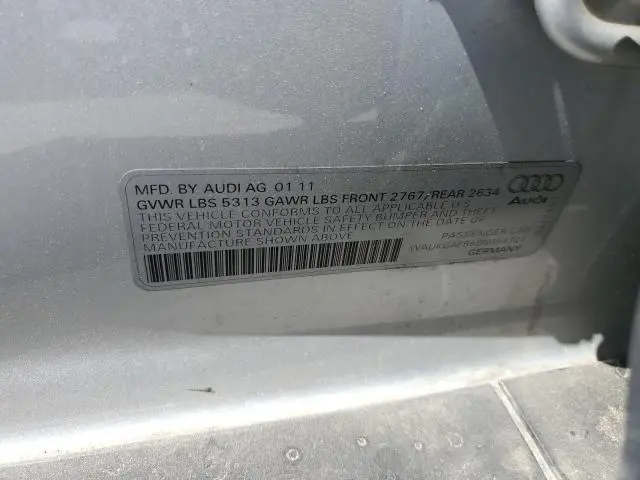 MFD. BY AUDI AG 01 11
GVWR LBS 5313 GAWR LBS FRONT 2767, REAR 2634
THIS VEHICLE CONFORMS TO ALL APPLICABLE U.S.
FEDERAL MOTOR VEHICLE SAFETY BUMPER AND THEFT
PREVENTION STANDARDS IN EFFECT ON THE DATE OF
MANUFACTURE SHOWN ABOVE
Audi
PASSENGER CAR
GERMANY